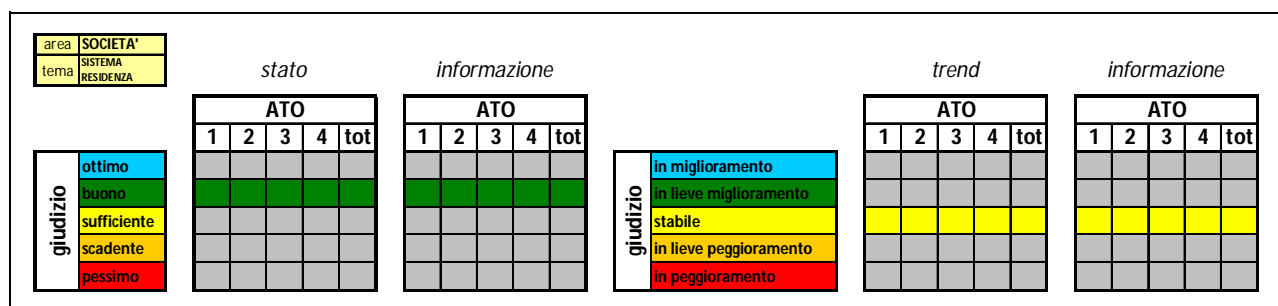 area SOCIETA'
tema SISTEMA RESIDENZA
stato informazione trend informazione
ATO ATO ATO ATO
1 2 3 4 tot 1 2 3 4 tot 1 2 3 4 tot 1 2 3 4 tot
giudizio giudizio
ottimo in miglioramento
buono in lieve miglioramento
sufficiente stabile
scadente in lieve peggioramento
pessimo in peggioramento